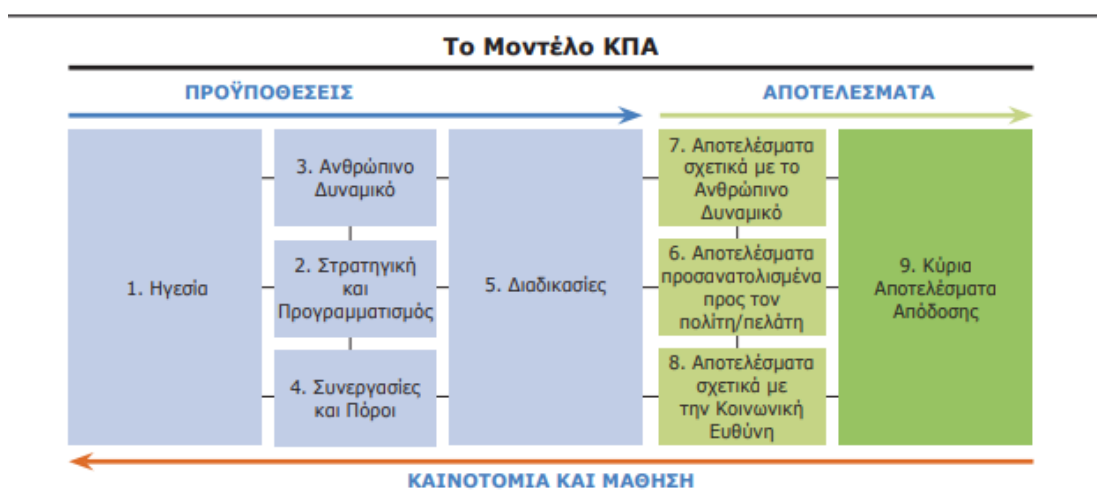 Το Μοντέλο ΚΠΑ
ΠΡΟΫΠΟΘΕΣΕΙΣ
ΑΠΟΤΕΛΕΣΜΑΤΑ
1. Ηγεσία
3. Ανθρώπινο
Δυναμικό
2. Στρατηγική
και
Προγραμματισμός
4. Συνεργασίες
και Πόροι
5. Διαδικασίες
7. Αποτελέσματα
σχετικά με το
Ανθρώπινο
Δυναμικό
6. Αποτελέσματα
προσανατολισμένα
προς τον
πολίτη/πελάτη
8. Αποτελέσματα
σχετικά με
την Κοινωνική
Ευθύνη
9. Κύρια
Αποτελέσματα
Απόδοσης
ΚΑΙΝΟΤΟΜΙΑ ΚΑΙ ΜΑΘΗΣΗ